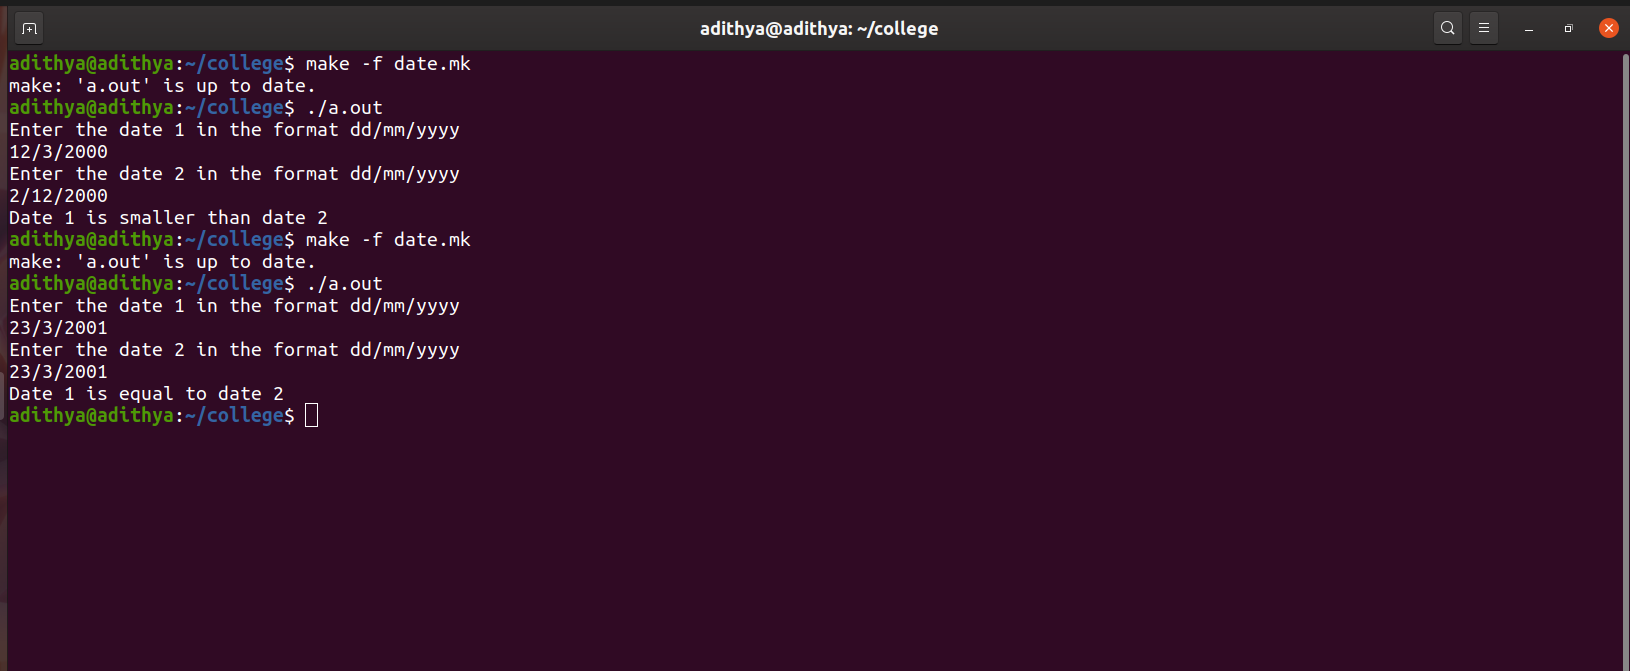 adithya@adithya: ~/college
adithya@adithya:~/college$ make -f date.mk
make: 'a.out' is up to date.
adithya@adithya:~/college$ ./a.out
Enter the date 1 in the format dd/mm/yyyy
12/3/2000
Enter the date 2 in the format dd/mm/yyyy
2/12/2000
Date 1 is smaller than date 2
adithya@adithya:~/college$ make -f date.mk
make: 'a.out' is up to date.
adithya@adithya:~/college$ ./a.out
Enter the date 1 in the format dd/mm/yyyy
23/3/2001
Enter the date 2 in the format dd/mm/yyyy
23/3/2001
Date 1 is equal to date 2
adithya@adithya:~/college$